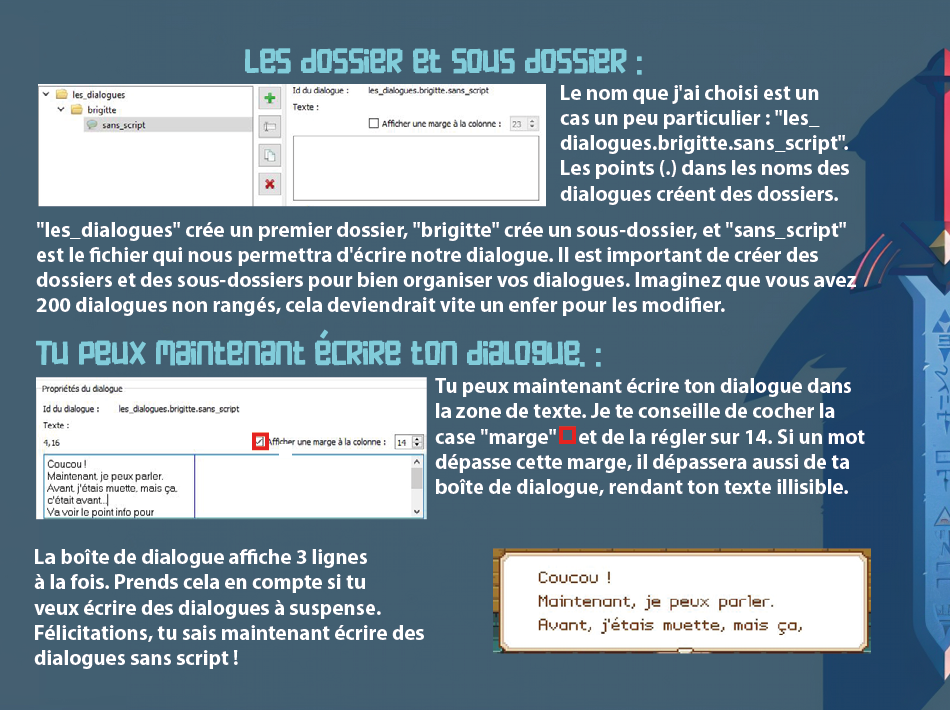 Les dossier et sous dossier :
les_dialogues
brigitte
sans_script
Id du dialogue : les_dialogues.brigitte.sans_script
Texte :
Afficher une marge à la colonne : 23
Le nom que j'ai choisi est un
cas un peu particulier : "les_
dialogues.brigitte.sans_script".
Les points (.) dans les noms des
dialogues créent des dossiers.
"les_dialogues" crée un premier dossier, "brigitte" crée un sous-dossier, et "sans_script"
est le fichier qui nous permettra d'écrire notre dialogue. Il est important de créer des
dossiers et des sous-dossiers pour bien organiser vos dialogues. Imaginez que vous avez
200 dialogues non rangés, cela deviendrait vite un enfer pour les modifier.
Tu peux maintenant écrire ton dialogue. :
Propriétés du dialogue
Id du dialogue : les_dialogues.brigitte.sans_script
Texte :
4,16
Afficher une marge à la colonne : 14
Coucou !
Maintenant, je peux parler.
Avant, j'étais muette, mais ça,
c'était avant...
Va voir le point info pour
Tu peux maintenant écrire ton dialogue dans
la zone de texte. Je te conseille de cocher la
case "marge" et de la régler sur 14. Si un mot
dépasse cette marge, il dépassera aussi de ta
boîte de dialogue, rendant ton texte illisible.
La boîte de dialogue affiche 3 lignes
à la fois. Prends cela en compte si tu
veux écrire des dialogues à suspense.
Félicitations, tu sais maintenant écrire des
dialogues sans script !
Coucou !
Maintenant, je peux parler.
Avant, j'étais muette, mais ça,